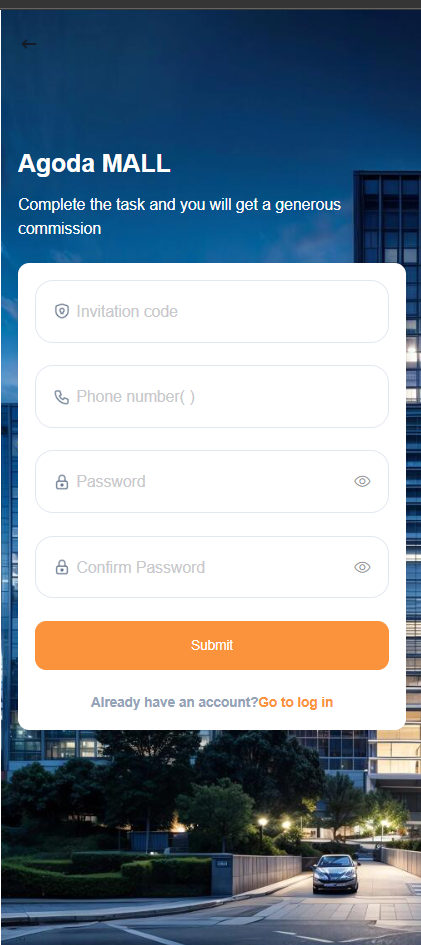 Agoda MALL
Complete the task and you will get a generous
commission
Invitation code
Phone number( )
Password
Confirm Password
Submit
Already have an account?Go to log in